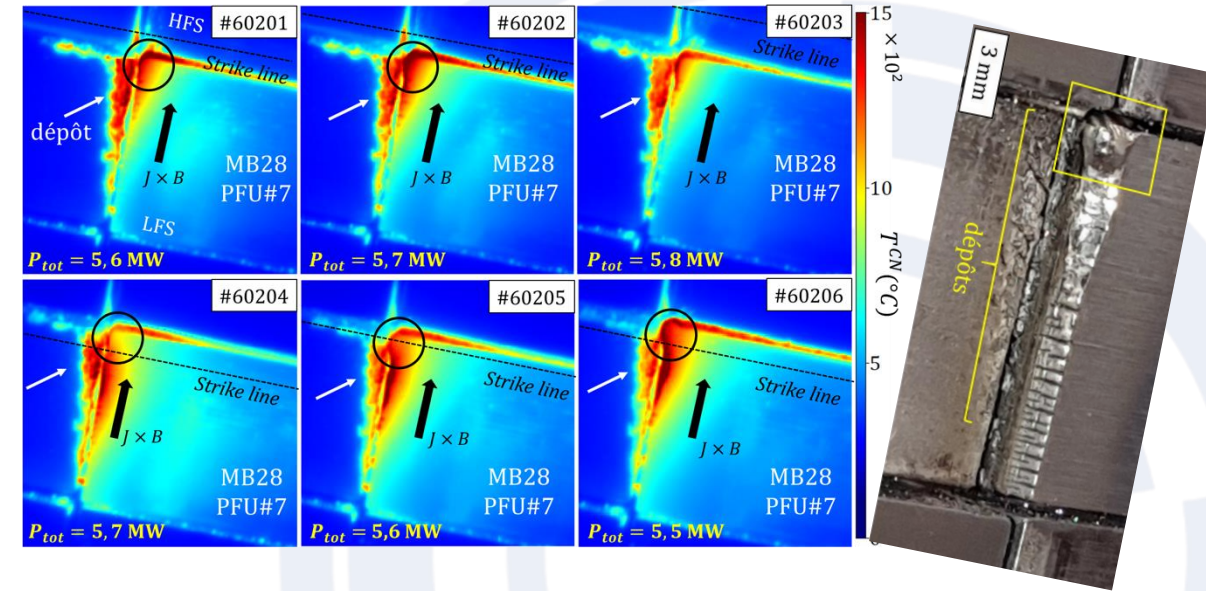 #60201
HFS
Strike line
dépôt
J × B
MB28
PFU#7
LFS
P_tot = 5,6 MW
#60202
Strike line
J × B
MB28
PFU#7
P_tot = 5,7 MW
#60203
Strike line
J × B
MB28
PFU#7
P_tot = 5,8 MW
#60204
Strike line
J × B
MB28
PFU#7
P_tot = 5,7 MW
#60205
Strike line
J × B
MB28
PFU#7
P_tot = 5,6 MW
#60206
Strike line
J × B
MB28
PFU#7
P_tot = 5,5 MW
15
× 10²
10
5
T^CN (°C)
3 mm
dépôts